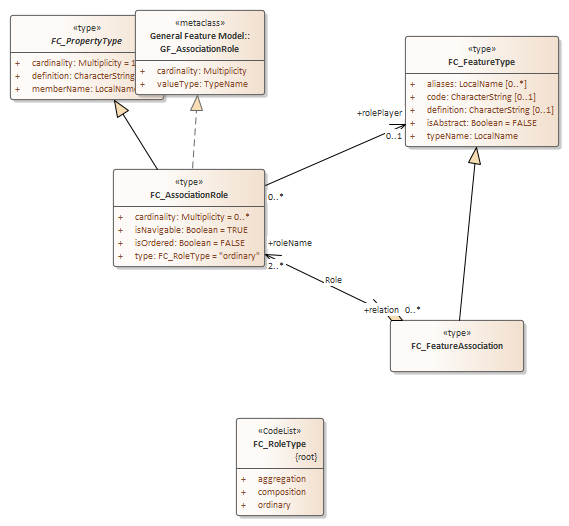 «type»
FC_PropertyType
+ cardinality: Multiplicity = 1
+ definition: CharacterString
+ memberName: LocalName
«metaclass»
General Feature Model::
GF_AssociationRole
+ cardinality: Multiplicity
+ valueType: TypeName
«type»
FC_FeatureType
+ aliases: LocalName [0..*]
+ code: CharacterString [0..1]
+ definition: CharacterString [0..1]
+ isAbstract: Boolean = FALSE
+ typeName: LocalName
+rolePlayer
0..1
«type»
FC_AssociationRole
+ cardinality: Multiplicity = 0..*
+ isNavigable: Boolean = TRUE
+ isOrdered: Boolean = FALSE
+ type: FC_RoleType = "ordinary"
0..*
+roleName
2..*
Role
+relation 0..*
«type»
FC_FeatureAssociation
«CodeList»
FC_RoleType
{root}
+ aggregation
+ composition
+ ordinary